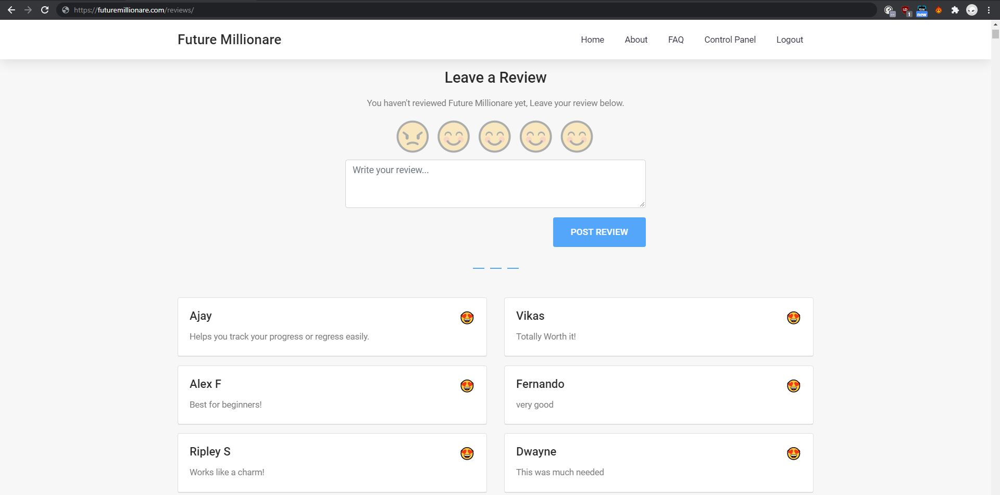 https://futuremillionare.com/reviews/
1
new
Future Millionare
Home About FAQ Control Panel Logout
Leave a Review
You haven't reviewed Future Millionare yet, Leave your review below.
Write your review...
POST REVIEW
Ajay
Helps you track your progress or regress easily.
Vikas
Totally Worth it!
Alex F
Best for beginners!
Fernando
very good
Ripley S
Works like a charm!
Dwayne
This was much needed